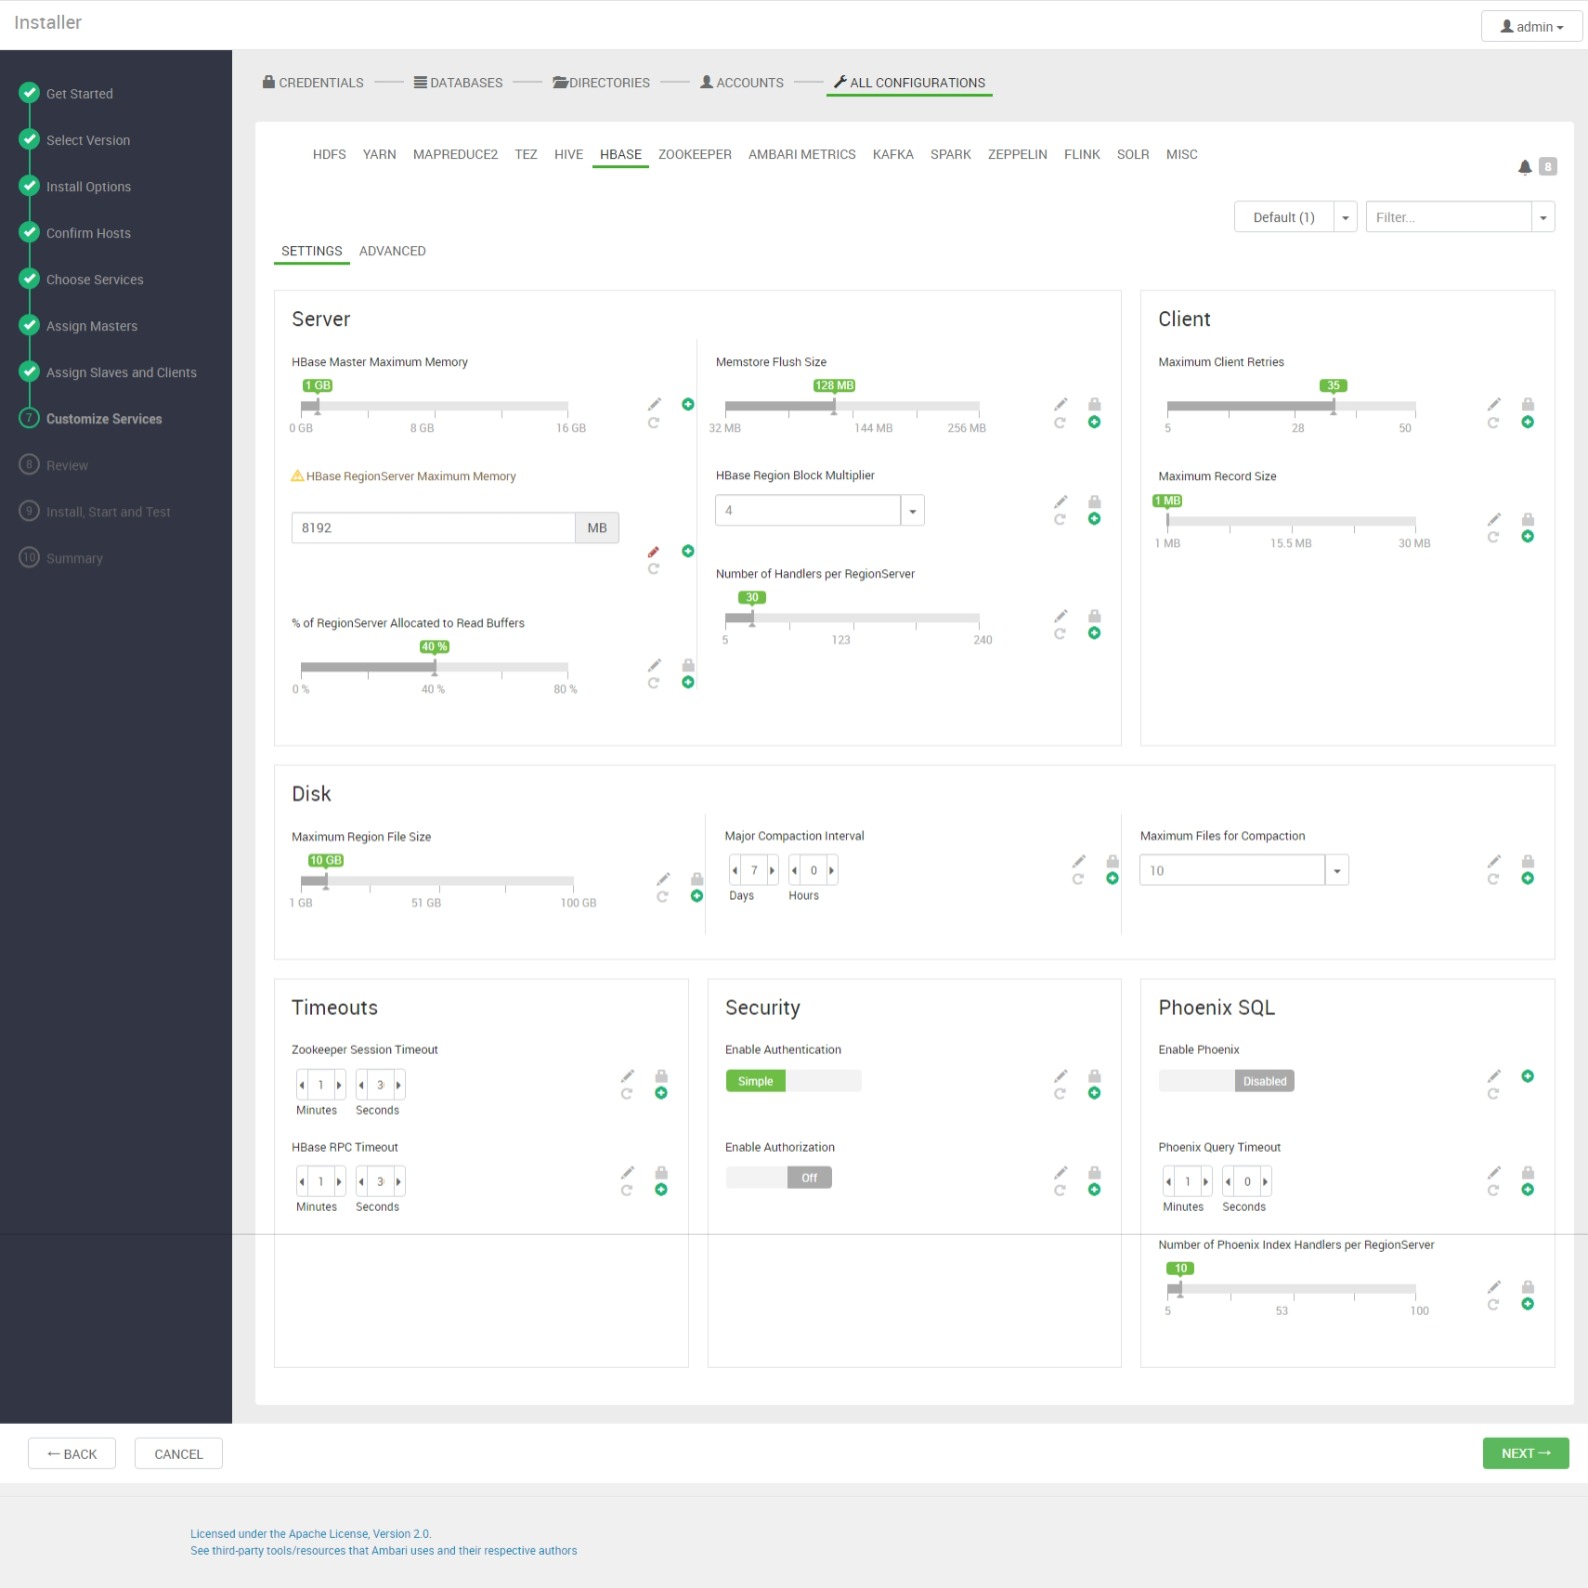 Installer
admin
Get Started
Select Version
Install Options
Confirm Hosts
Choose Services
Assign Masters
Assign Slaves and Clients
7 Customize Services
8 Review
9 Install, Start and Test
10 Summary
CREDENTIALS DATABASES DIRECTORIES ACCOUNTS ALL CONFIGURATIONS
HDFS YARN MAPREDUCE2 TEZ HIVE HBASE ZOOKEEPER AMBARI METRICS KAFKA SPARK ZEPPELIN FLINK SOLR MISC
8
Default (1) Filter...
SETTINGS ADVANCED
Server
HBase Master Maximum Memory
1 GB
0 GB 8 GB 16 GB
HBase RegionServer Maximum Memory
8192 MB
% of RegionServer Allocated to Read Buffers
40 %
0 % 40 % 80 %
Memstore Flush Size
128 MB
32 MB 144 MB 256 MB
HBase Region Block Multiplier
4
Number of Handlers per RegionServer
30
5 123 240
Client
Maximum Client Retries
35
5 28 50
Maximum Record Size
1 MB
1 MB 15.5 MB 30 MB
Disk
Maximum Region File Size
10 GB
1 GB 51 GB 100 GB
Major Compaction Interval
7 0
Days Hours
Maximum Files for Compaction
10
Timeouts
Zookeeper Session Timeout
1 3
Minutes Seconds
HBase RPC Timeout
1 3
Minutes Seconds
Security
Enable Authentication
Simple
Enable Authorization
Off
Phoenix SQL
Enable Phoenix
Disabled
Phoenix Query Timeout
1 0
Minutes Seconds
Number of Phoenix Index Handlers per RegionServer
10
5 53 100
← BACK CANCEL NEXT →
Licensed under the Apache License, Version 2.0.
See third-party tools/resources that Ambari uses and their respective authors